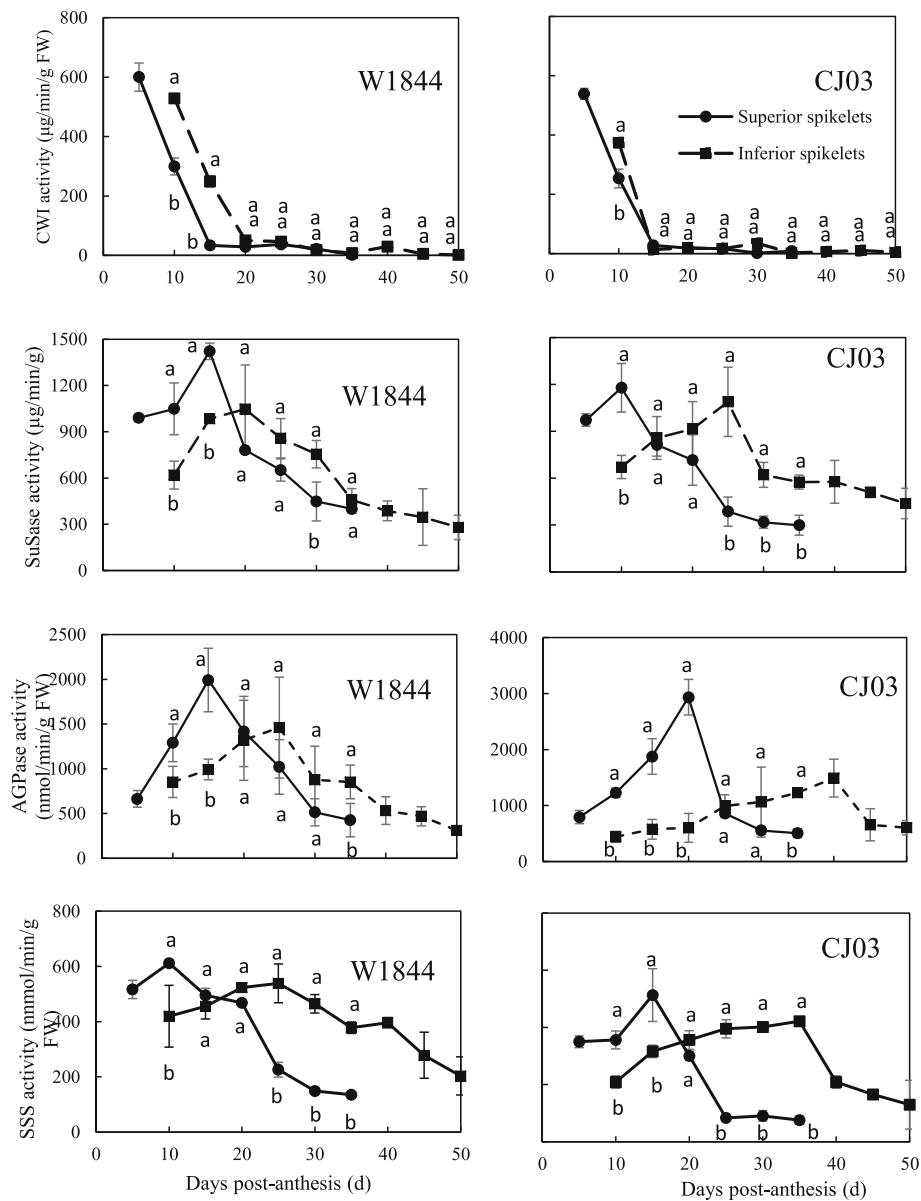 800
600
400
200
0
CWI activity (µg/min/g FW)
W1844
a
a
b
b
a a a a a a a
a a a a a a a
0 10 20 30 40 50
CJ03
Superior spikelets
Inferior spikelets
a
b
a a a a a a a a
a a a a a a a a
0 10 20 30 40 50
1500
1200
900
600
300
0
SuSase activity (µg/min/g)
W1844
a a a a a a
b b a a b a
CJ03
a a a a a a
b a a b b b
2500
2000
1500
1000
500
0
AGPase activity
(nmol/min/g FW)
W1844
a a a a a a
b b a a a b
4000
3000
2000
1000
0
CJ03
a a a a a a
b b b a a b
800
600
400
200
0
SSS activity (nnmol/min/g
FW)
W1844
a a a a a a
b a a b b b
0 10 20 30 40 50
Days post-anthesis (d)
CJ03
a a a a a a
b b a b b b
0 10 20 30 40 50
Days post-anthesis (d)